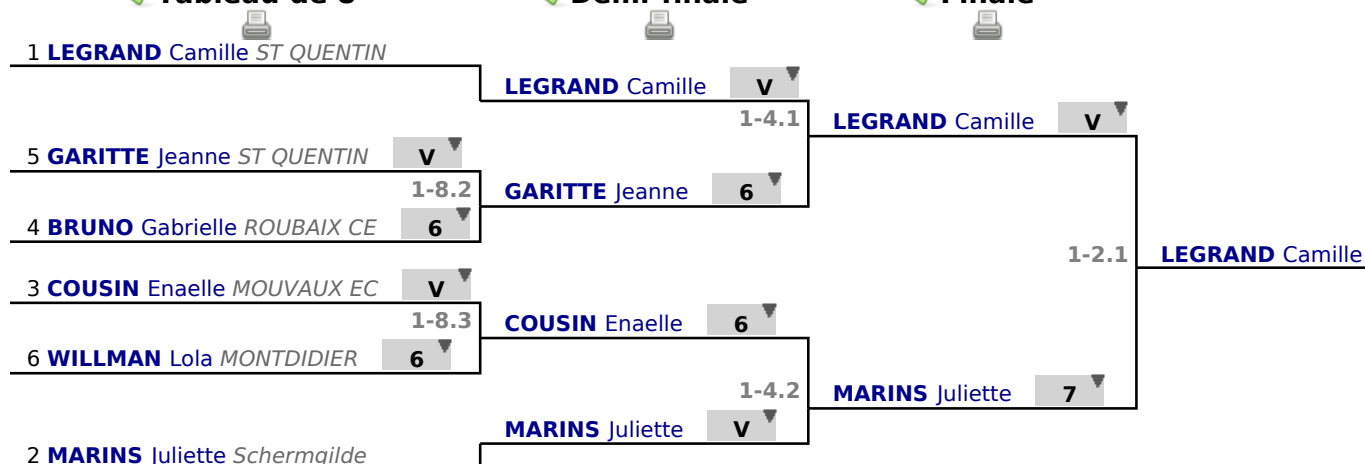 Tableau de 8 Demi-finale Finale
1 LEGRAND Camille ST QUENTIN
LEGRAND Camille V
1-4.1
LEGRAND Camille V
5 GARITTE Jeanne ST QUENTIN V
1-8.2
GARITTE Jeanne 6
4 BRUNO Gabrielle ROUBAIX CE 6
1-2.1
LEGRAND Camille
3 COUSIN Enaelle MOUVAUX EC V
1-8.3
COUSIN Enaelle 6
6 WILLMAN Lola MONTDIDIER 6
1-4.2
MARINS Juliette 7
MARINS Juliette V
2 MARINS Juliette Schermgilde